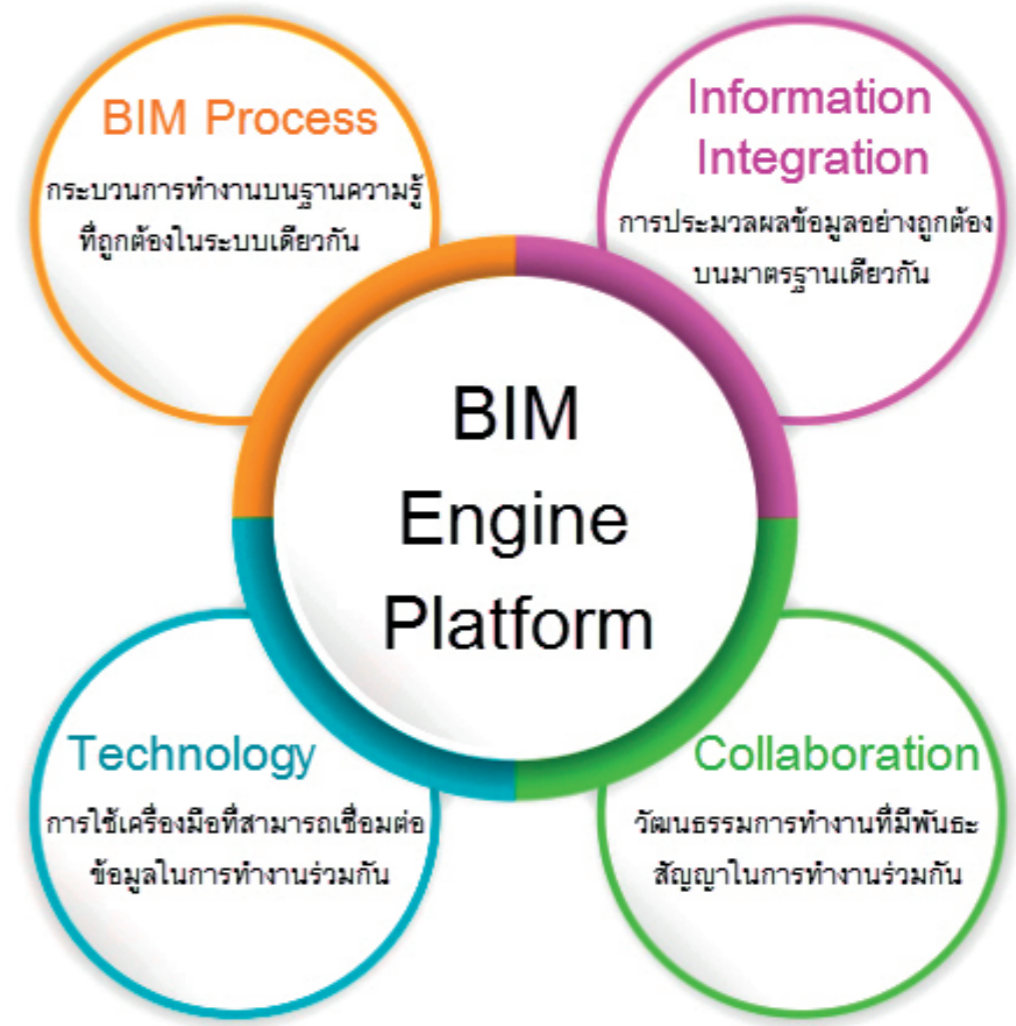 BIM Process
กระบวนการทำงานบนฐานความรู้
ที่ถูกต้องในระบบเดียวกัน
Information
Integration
การประมวลผลข้อมูลอย่างถูกต้อง
บนมาตรฐานเดียวกัน
BIM
Engine
Platform
Technology
การใช้เครื่องมือที่สามารถเชื่อมต่อ
ข้อมูลในการทำงานร่วมกัน
Collaboration
วัฒนธรรมการทำงานที่มีพันธะ
สัญญาในการทำงานร่วมกัน